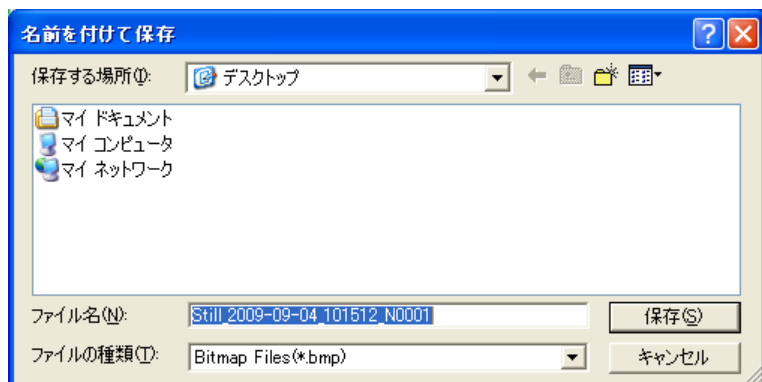 名前を付けて保存
保存する場所(I): デスクトップ
マイ ドキュメント
マイ コンピュータ
マイ ネットワーク
ファイル名(N): Still_2009-09-04_101512_N0001 保存(S)
ファイルの種類(T): Bitmap Files(*.bmp) キャンセル